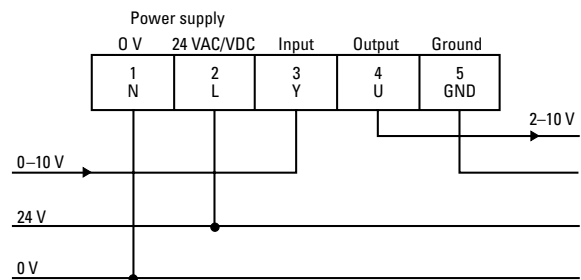 Power supply
0 V 24 VAC/VDC Input Output Ground
1 2 3 4 5
N L Y U GND
2–10 V
0–10 V
24 V
0 V